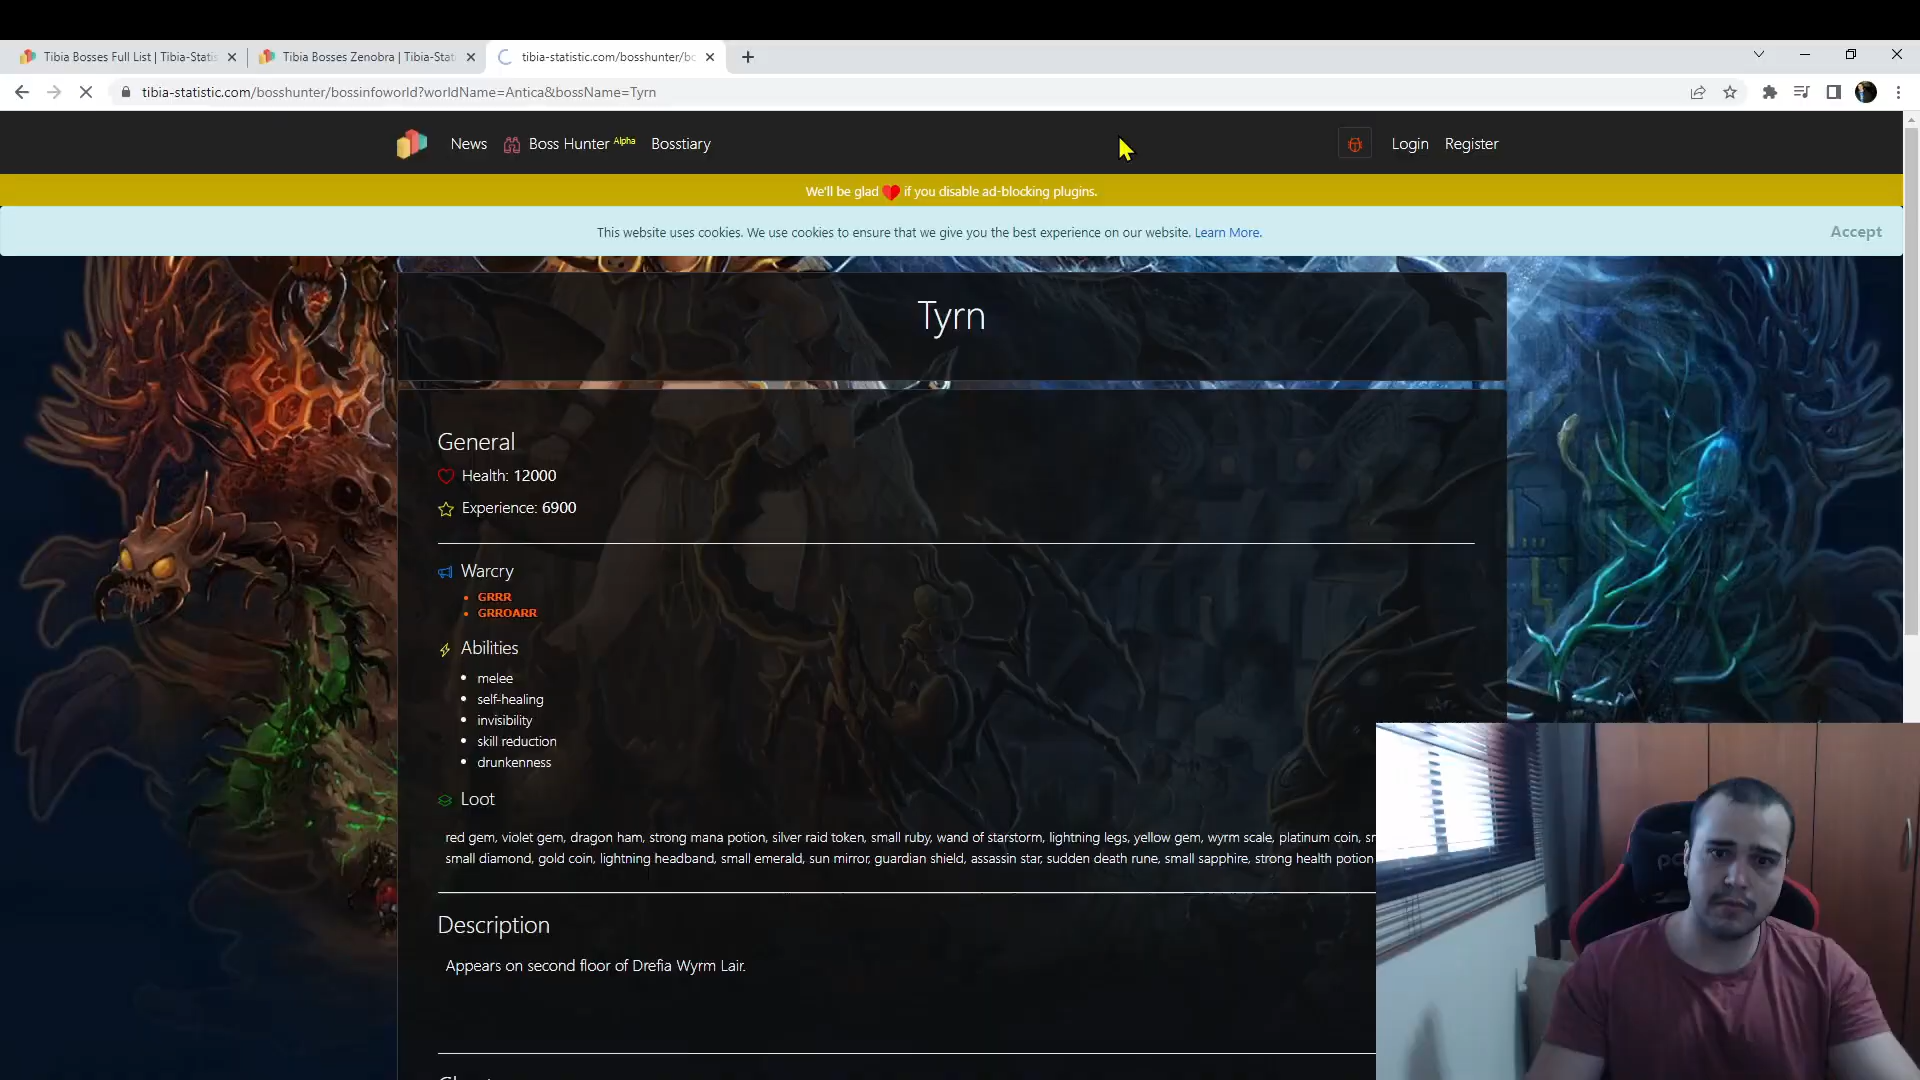 Tibia Bosses Full List | Tibia-Statis
Tibia Bosses Zenobra | Tibia-Stat
tibia-statistic.com/bosshunter/bo
tibia-statistic.com/bosshunter/bossinfoworld?worldName=Antica&bossName=Tyrn
News Boss Hunter Alpha Bosstiary Login Register
We'll be glad if you disable ad-blocking plugins.
This website uses cookies. We use cookies to ensure that we give you the best experience on our website. Learn More. Accept
Tyrn
General
Health: 12000
Experience: 6900
Warcry
GRRR
GRROARR
Abilities
melee
self-healing
invisibility
skill reduction
drunkenness
Loot
red gem, violet gem, dragon ham, strong mana potion, silver raid token, small ruby, wand of starstorm, lightning legs, yellow gem, wyrm scale, platinum coin,
small diamond, gold coin, lightning headband, small emerald, sun mirror, guardian shield, assassin star, sudden death rune, small sapphire, strong health potion
Description
Appears on second floor of Drefia Wyrm Lair.